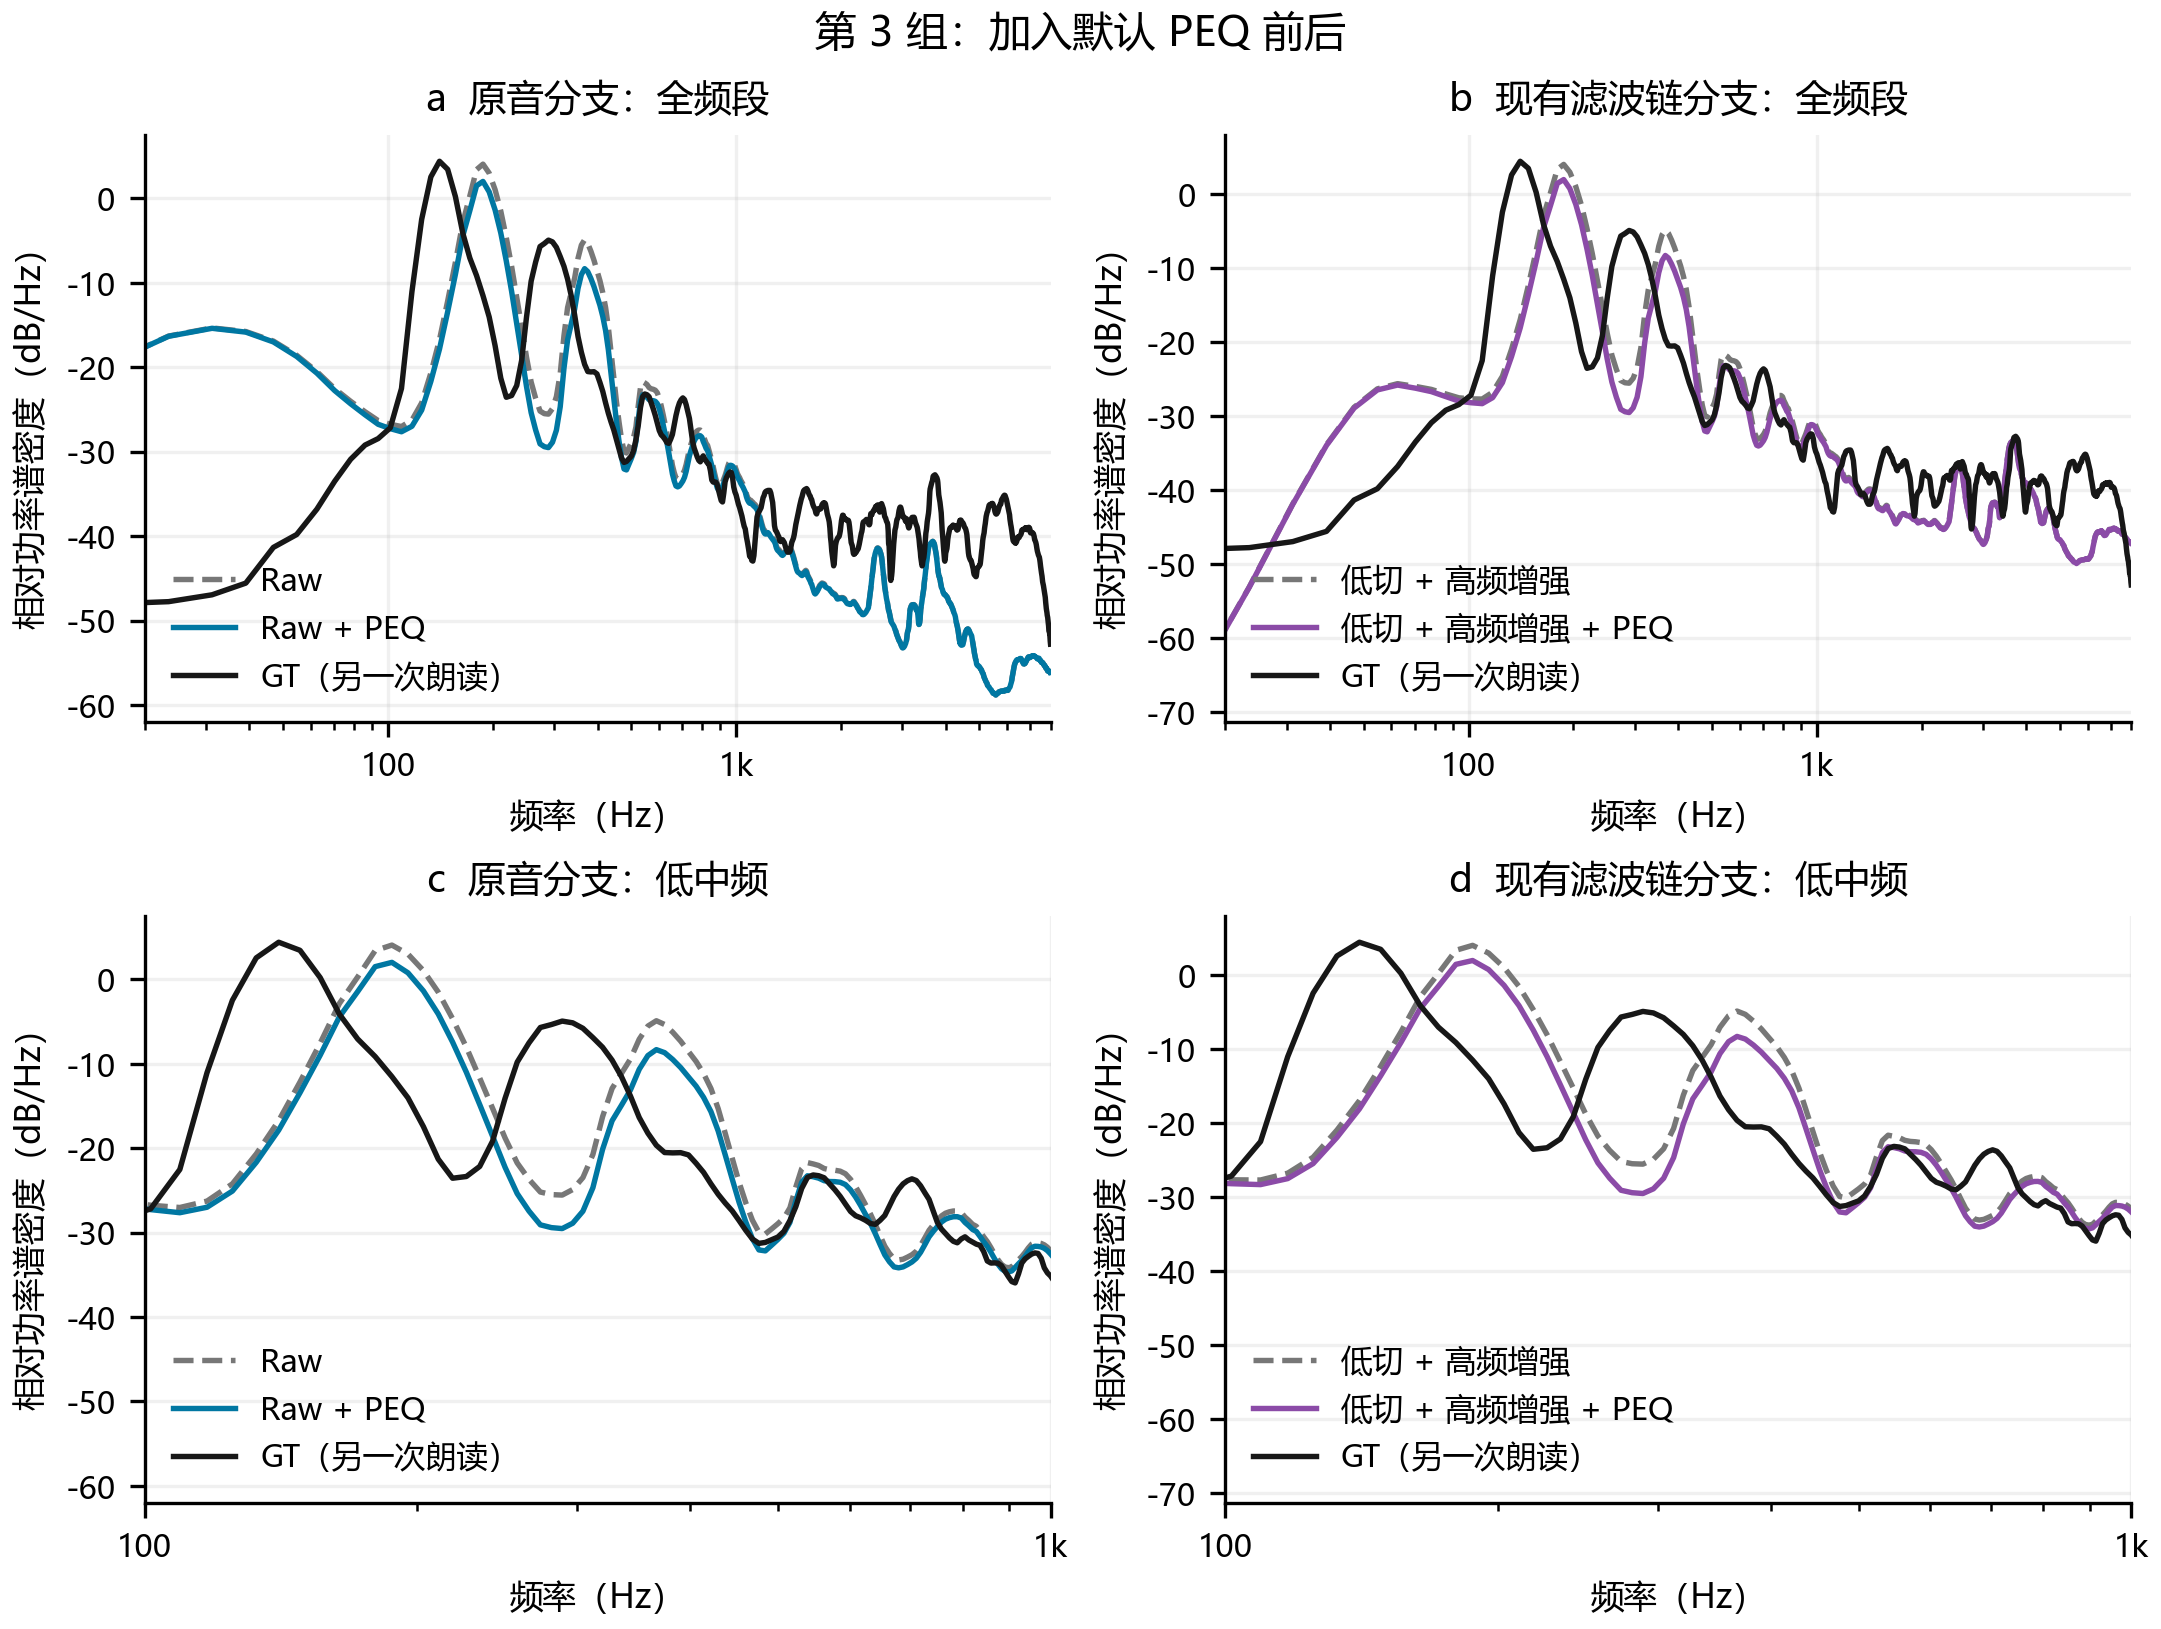 第 3 组：加入默认 PEQ 前后
a 原音分支：全频段
相对功率谱密度（dB/Hz）
0
-10
-20
-30
-40
-50
-60
Raw
Raw + PEQ
GT（另一次朗读）
100
1k
频率（Hz）
b 现有滤波链分支：全频段
相对功率谱密度（dB/Hz）
0
-10
-20
-30
-40
-50
-60
-70
低切 + 高频增强
低切 + 高频增强 + PEQ
GT（另一次朗读）
100
1k
频率（Hz）
c 原音分支：低中频
相对功率谱密度（dB/Hz）
0
-10
-20
-30
-40
-50
-60
Raw
Raw + PEQ
GT（另一次朗读）
100
1k
频率（Hz）
d 现有滤波链分支：低中频
相对功率谱密度（dB/Hz）
0
-10
-20
-30
-40
-50
-60
-70
低切 + 高频增强
低切 + 高频增强 + PEQ
GT（另一次朗读）
100
1k
频率（Hz）